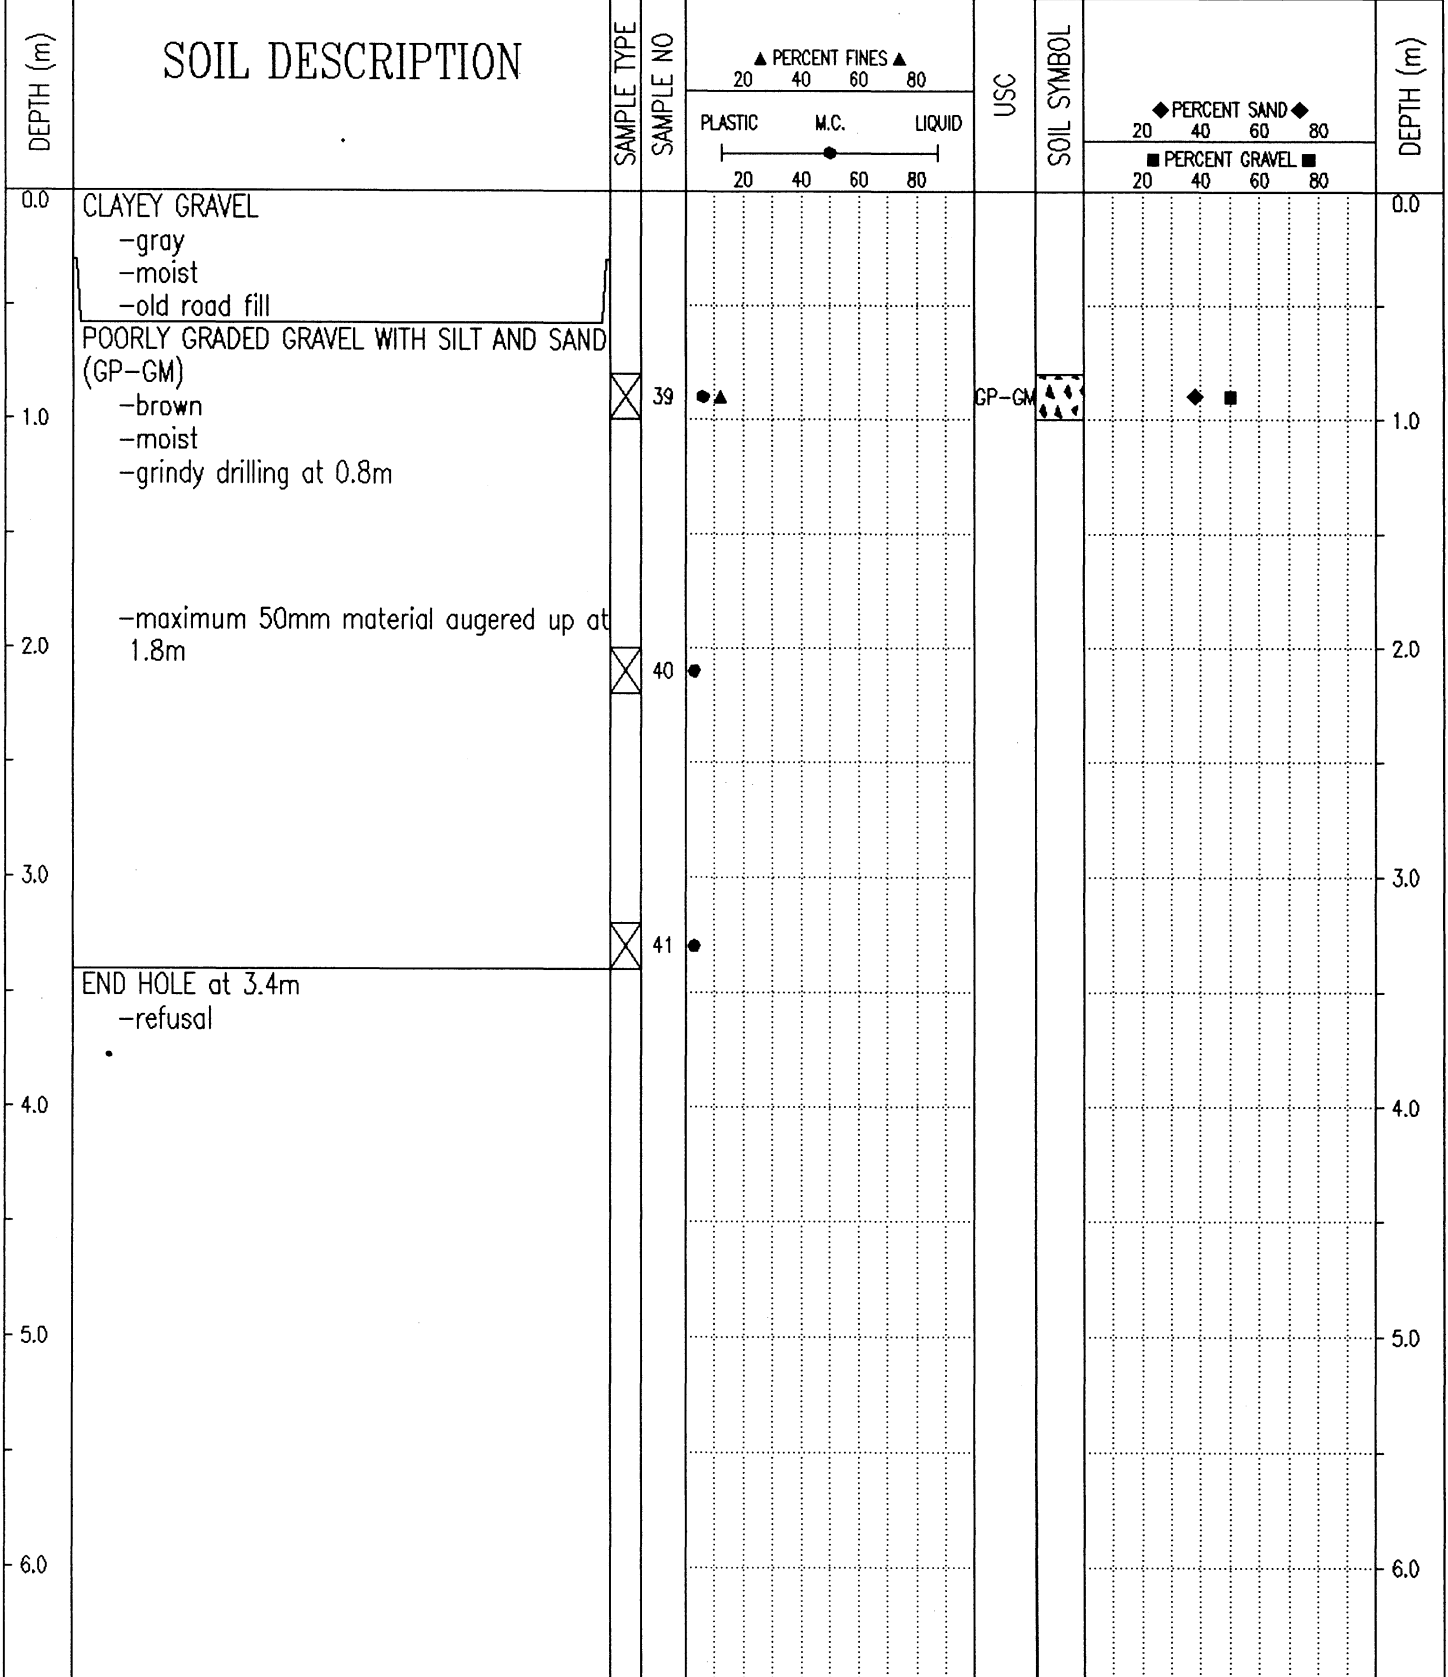 DEPTH (m)
SOIL DESCRIPTION
SAMPLE TYPE
SAMPLE NO
▲ PERCENT FINES ▲
20 40 60 80
PLASTIC M.C. LIQUID
20 40 60 80
USC
SOIL SYMBOL
◆ PERCENT SAND ◆
20 40 60 80
■ PERCENT GRAVEL ■
20 40 60 80
DEPTH (m)
0.0
CLAYEY GRAVEL
-gray
-moist
-old road fill
0.0
POORLY GRADED GRAVEL WITH SILT AND SAND
(GP-GM)
39
GP-GM
-brown
1.0
1.0
-moist
-grindy drilling at 0.8m
-maximum 50mm material augered up at
1.8m
2.0
2.0
40
3.0
3.0
41
END HOLE at 3.4m
-refusal
4.0
4.0
5.0
5.0
6.0
6.0